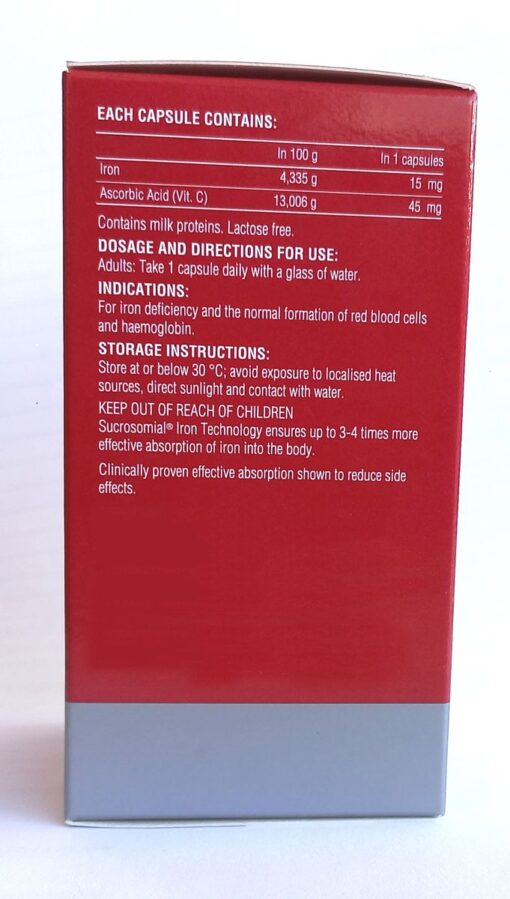 EACH CAPSULE CONTAINS:
In 100 g In 1 capsules
Iron 4,335 g 15 mg
Ascorbic Acid (Vit. C) 13,006 g 45 mg
Contains milk proteins. Lactose free.
DOSAGE AND DIRECTIONS FOR USE:
Adults: Take 1 capsule daily with a glass of water.
INDICATIONS:
For iron deficiency and the normal formation of red blood cells
and haemoglobin.
STORAGE INSTRUCTIONS:
Store at or below 30 °C; avoid exposure to localised heat
sources, direct sunlight and contact with water.
KEEP OUT OF REACH OF CHILDREN
Sucrosomial® Iron Technology ensures up to 3-4 times more
effective absorption of iron into the body.
Clinically proven effective absorption shown to reduce side
effects.